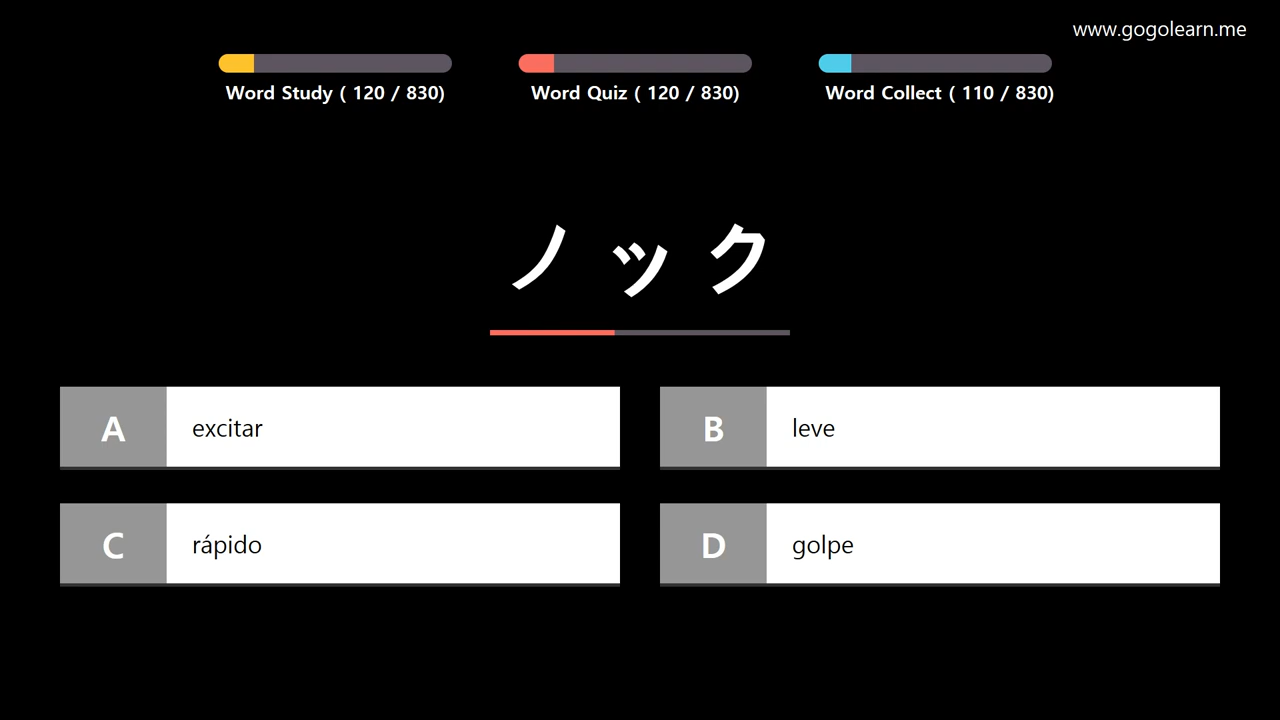 www.gogolearn.me
Word Study ( 120 / 830)
Word Quiz ( 120 / 830)
Word Collect ( 110 / 830)
ノック
A excitar
B leve
C rápido
D golpe